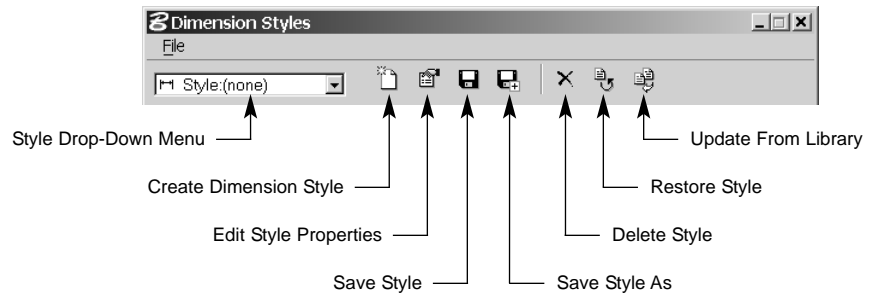 Dimension Styles
File
Style:(none)
Style Drop-Down Menu
Update From Library
Create Dimension Style
Restore Style
Edit Style Properties
Delete Style
Save Style
Save Style As